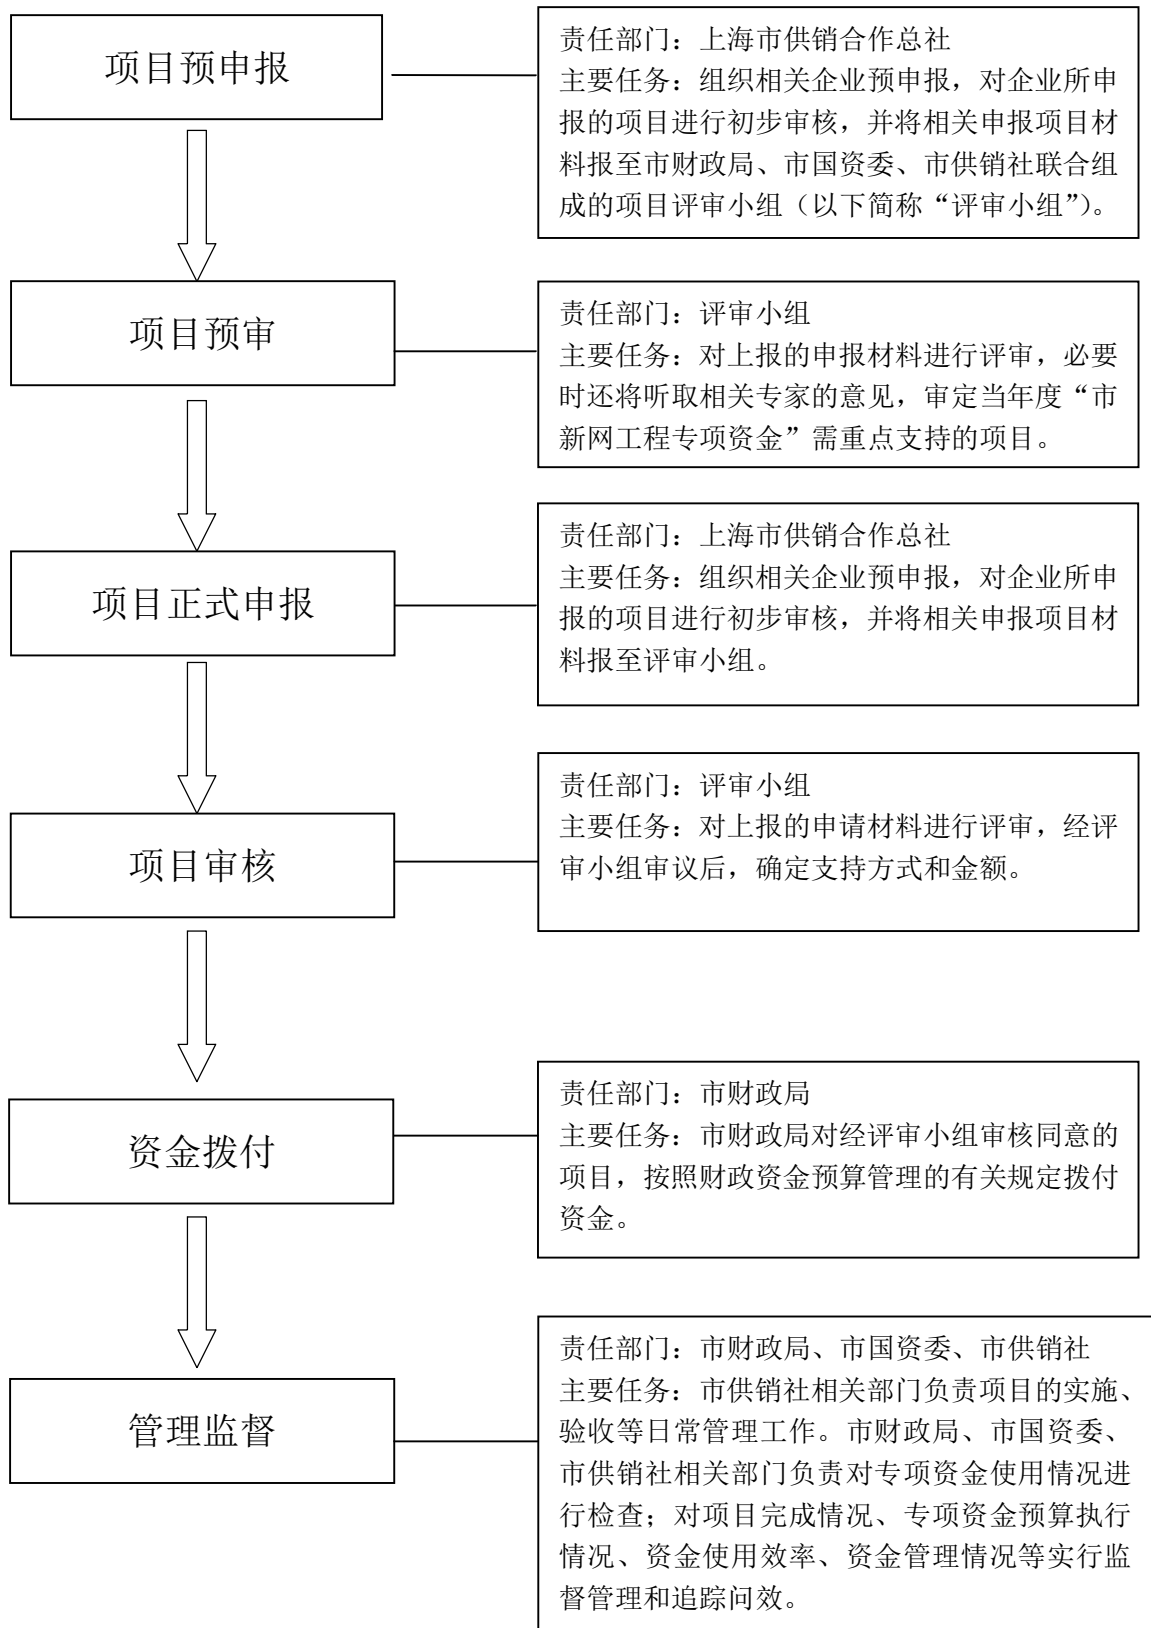 项目预申报
责任部门：上海市供销合作总社
主要任务：组织相关企业预申报，对企业所申
报的项目进行初步审核，并将相关申报项目材
料报至市财政局、市国资委、市供销社联合组
成的项目评审小组（以下简称“评审小组”）。
项目预审
责任部门：评审小组
主要任务：对上报的申报材料进行评审，必要
时还将听取相关专家的意见，审定当年度“市
新网工程专项资金”需重点支持的项目。
项目正式申报
责任部门：上海市供销合作总社
主要任务：组织相关企业预申报，对企业所申
报的项目进行初步审核，并将相关申报项目材
料报至评审小组。
项目审核
责任部门：评审小组
主要任务：对上报的申请材料进行评审，经评
审小组审议后，确定支持方式和金额。
资金拨付
责任部门：市财政局
主要任务：市财政局对经评审小组审核同意的
项目，按照财政资金预算管理的有关规定拨付
资金。
管理监督
责任部门：市财政局、市国资委、市供销社
主要任务：市供销社相关部门负责项目的实施、
验收等日常管理工作。市财政局、市国资委、
市供销社相关部门负责对专项资金使用情况进
行检查；对项目完成情况、专项资金预算执行
情况、资金使用效率、资金管理情况等实行监
督管理和追踪问效。